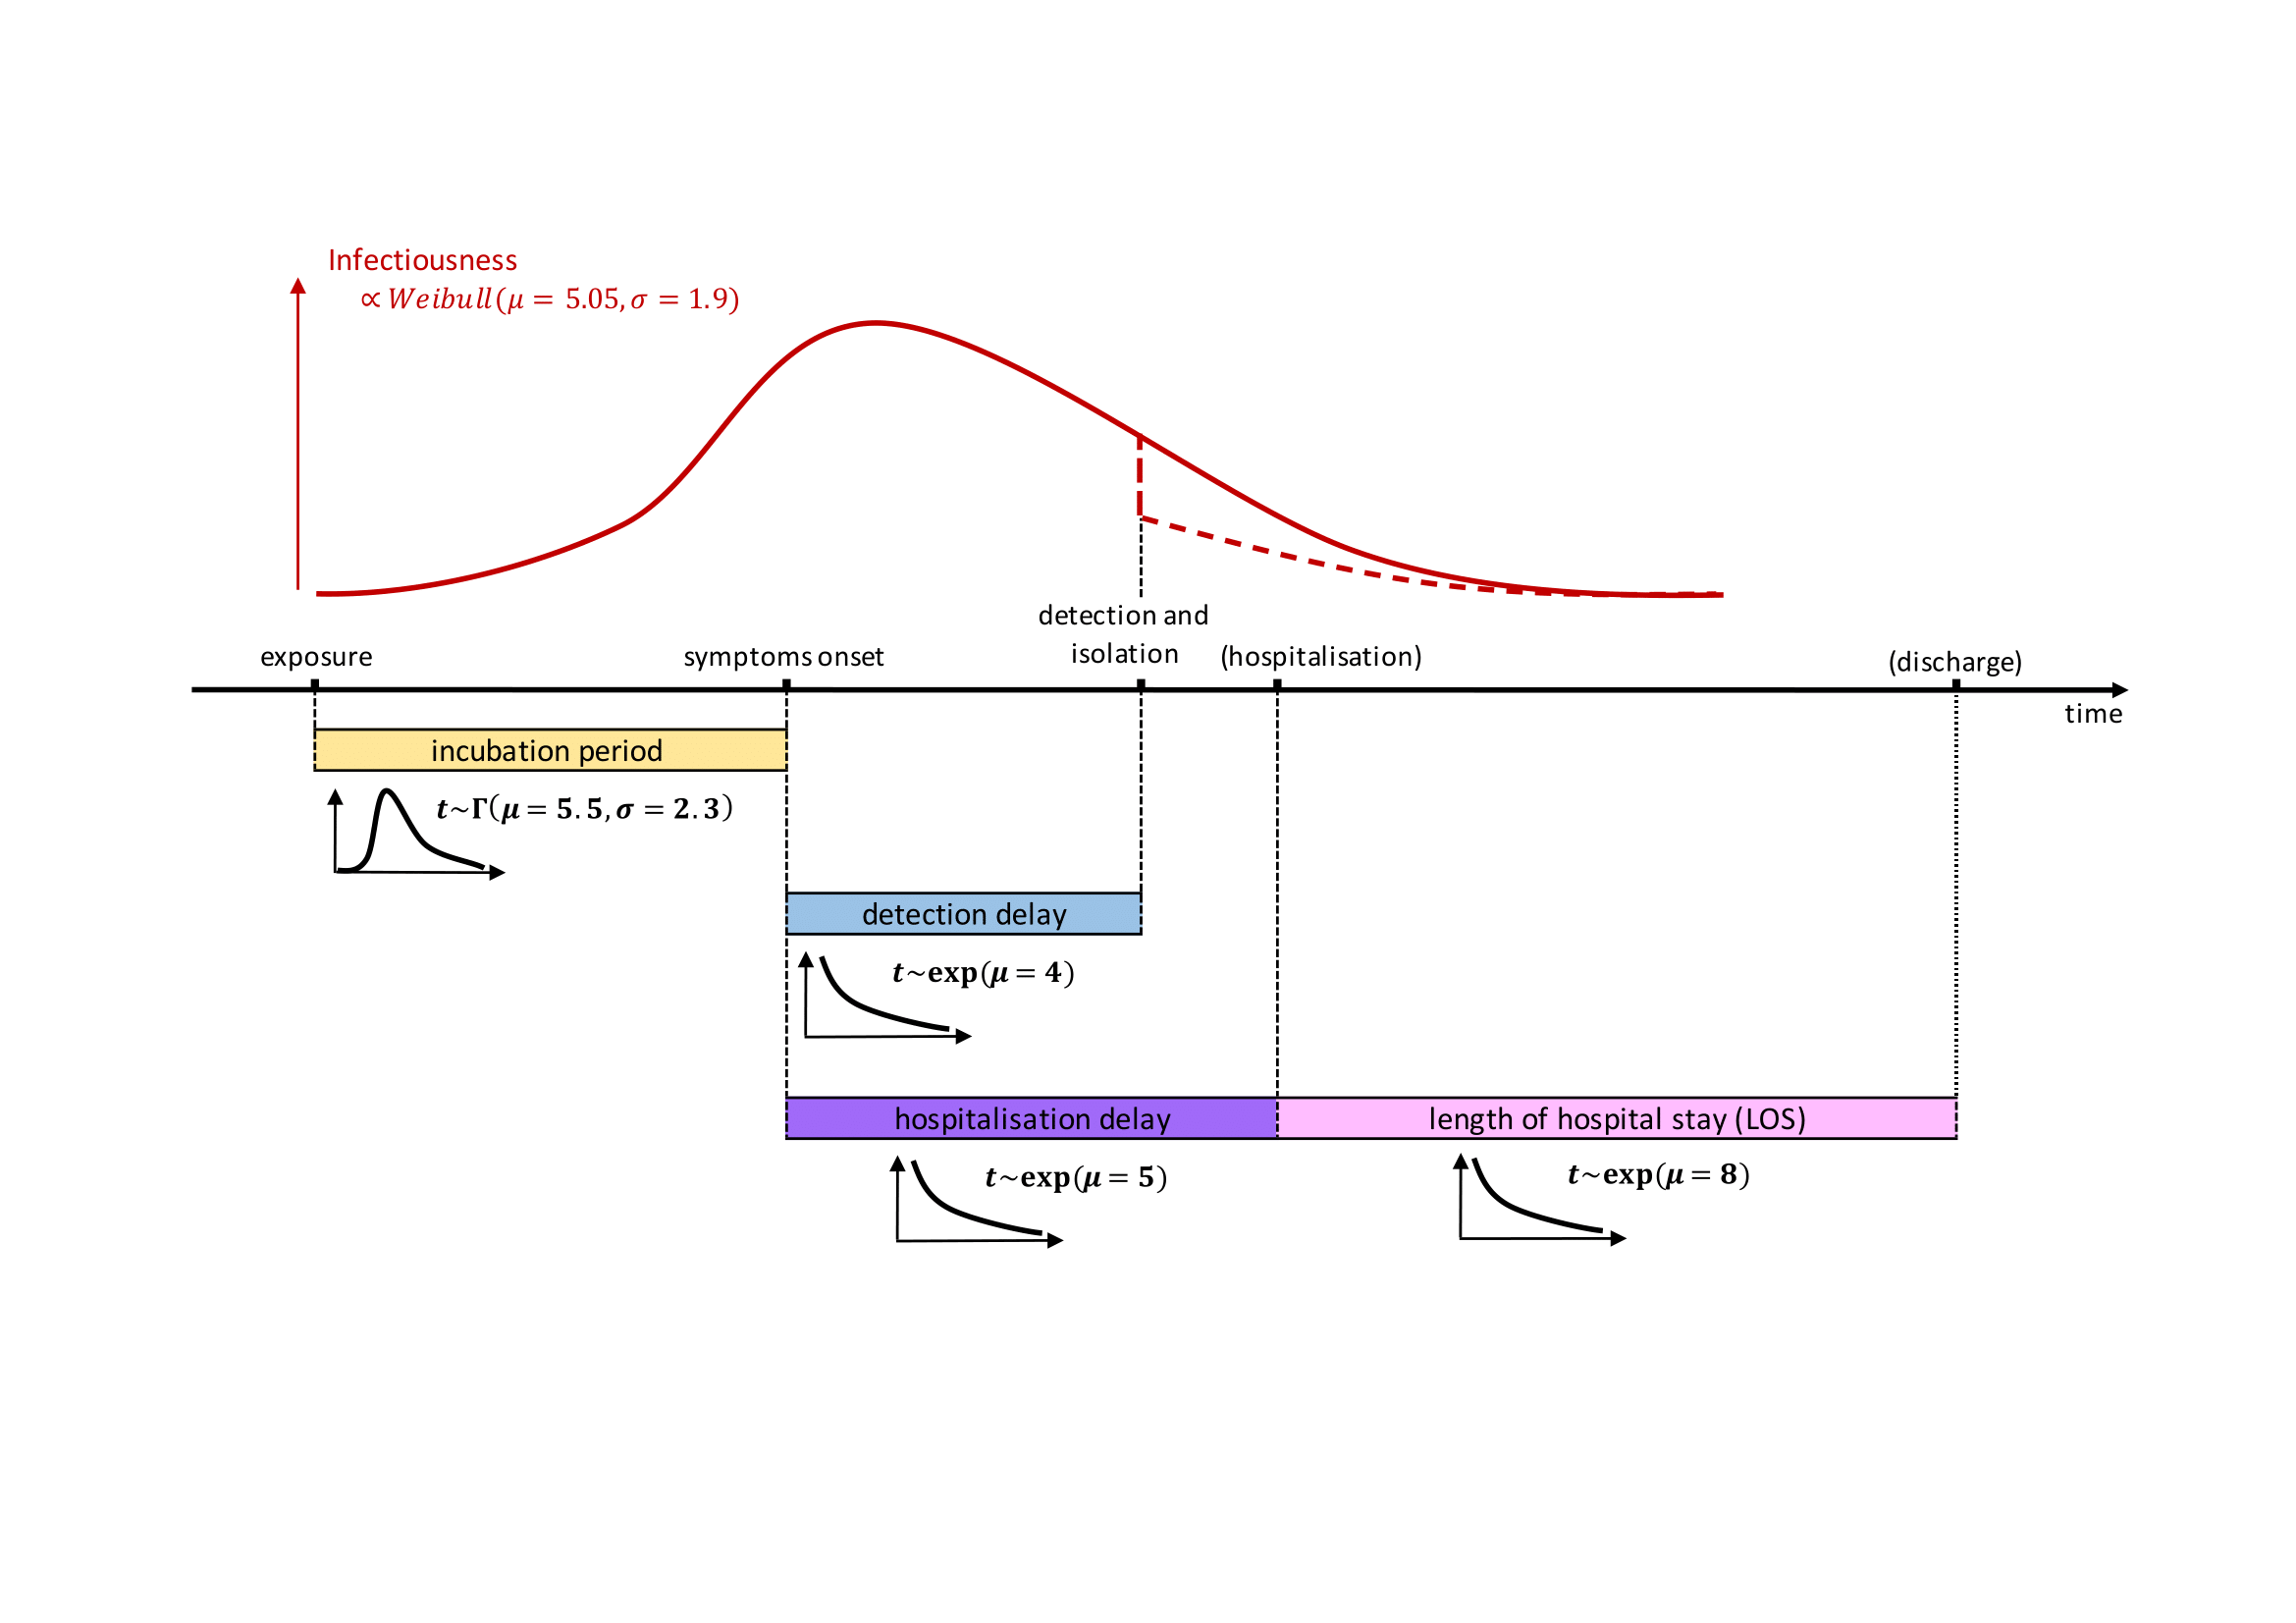 Infectiousness
∝ Weibull(μ = 5.05, σ = 1.9)
detection and
isolation
exposure
symptoms onset
(hospitalisation)
(discharge)
time
incubation period
t~Γ(μ = 5.5, σ = 2.3)
detection delay
t~exp(μ = 4)
hospitalisation delay
length of hospital stay (LOS)
t~exp(μ = 5)
t~exp(μ = 8)